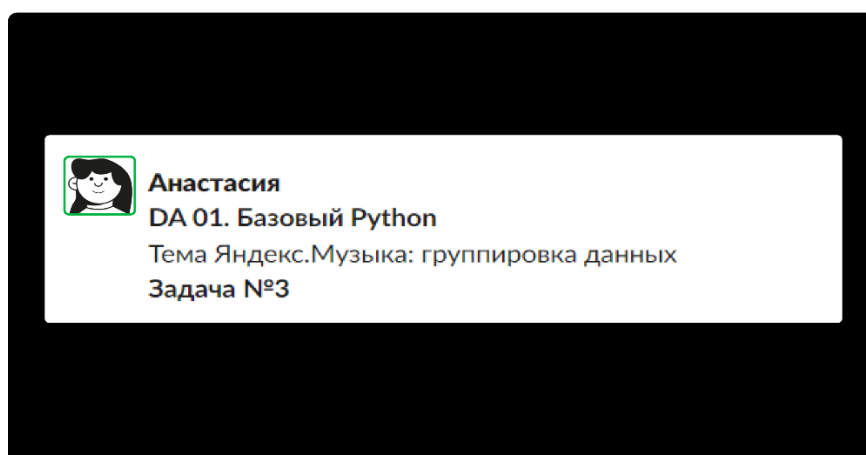 Анастасия
DA 01. Базовый Python
Тема Яндекс.Музыка: группировка данных
Задача №3